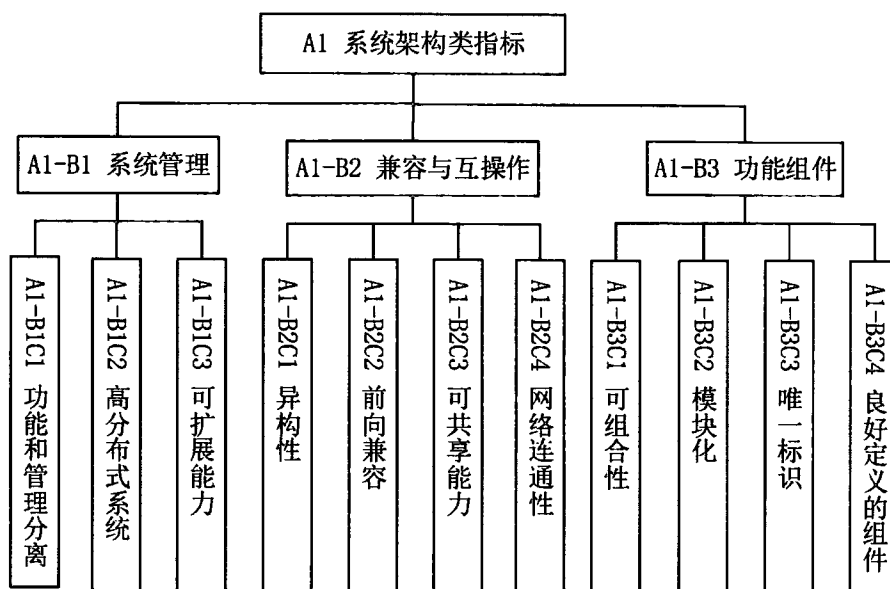 A1 系统架构类指标
A1-B1 系统管理
A1-B2 兼容与互操作
A1-B3 功能组件
A1-B1C1 功能和管理分离
A1-B1C2 高分布式系统
A1-B1C3 可扩展能力
A1-B2C1 异构性
A1-B2C2 前向兼容
A1-B2C3 可共享能力
A1-B2C4 网络连通性
A1-B3C1 可组合性
A1-B3C2 模块化
A1-B3C3 唯一标识
A1-B3C4 良好定义的组件